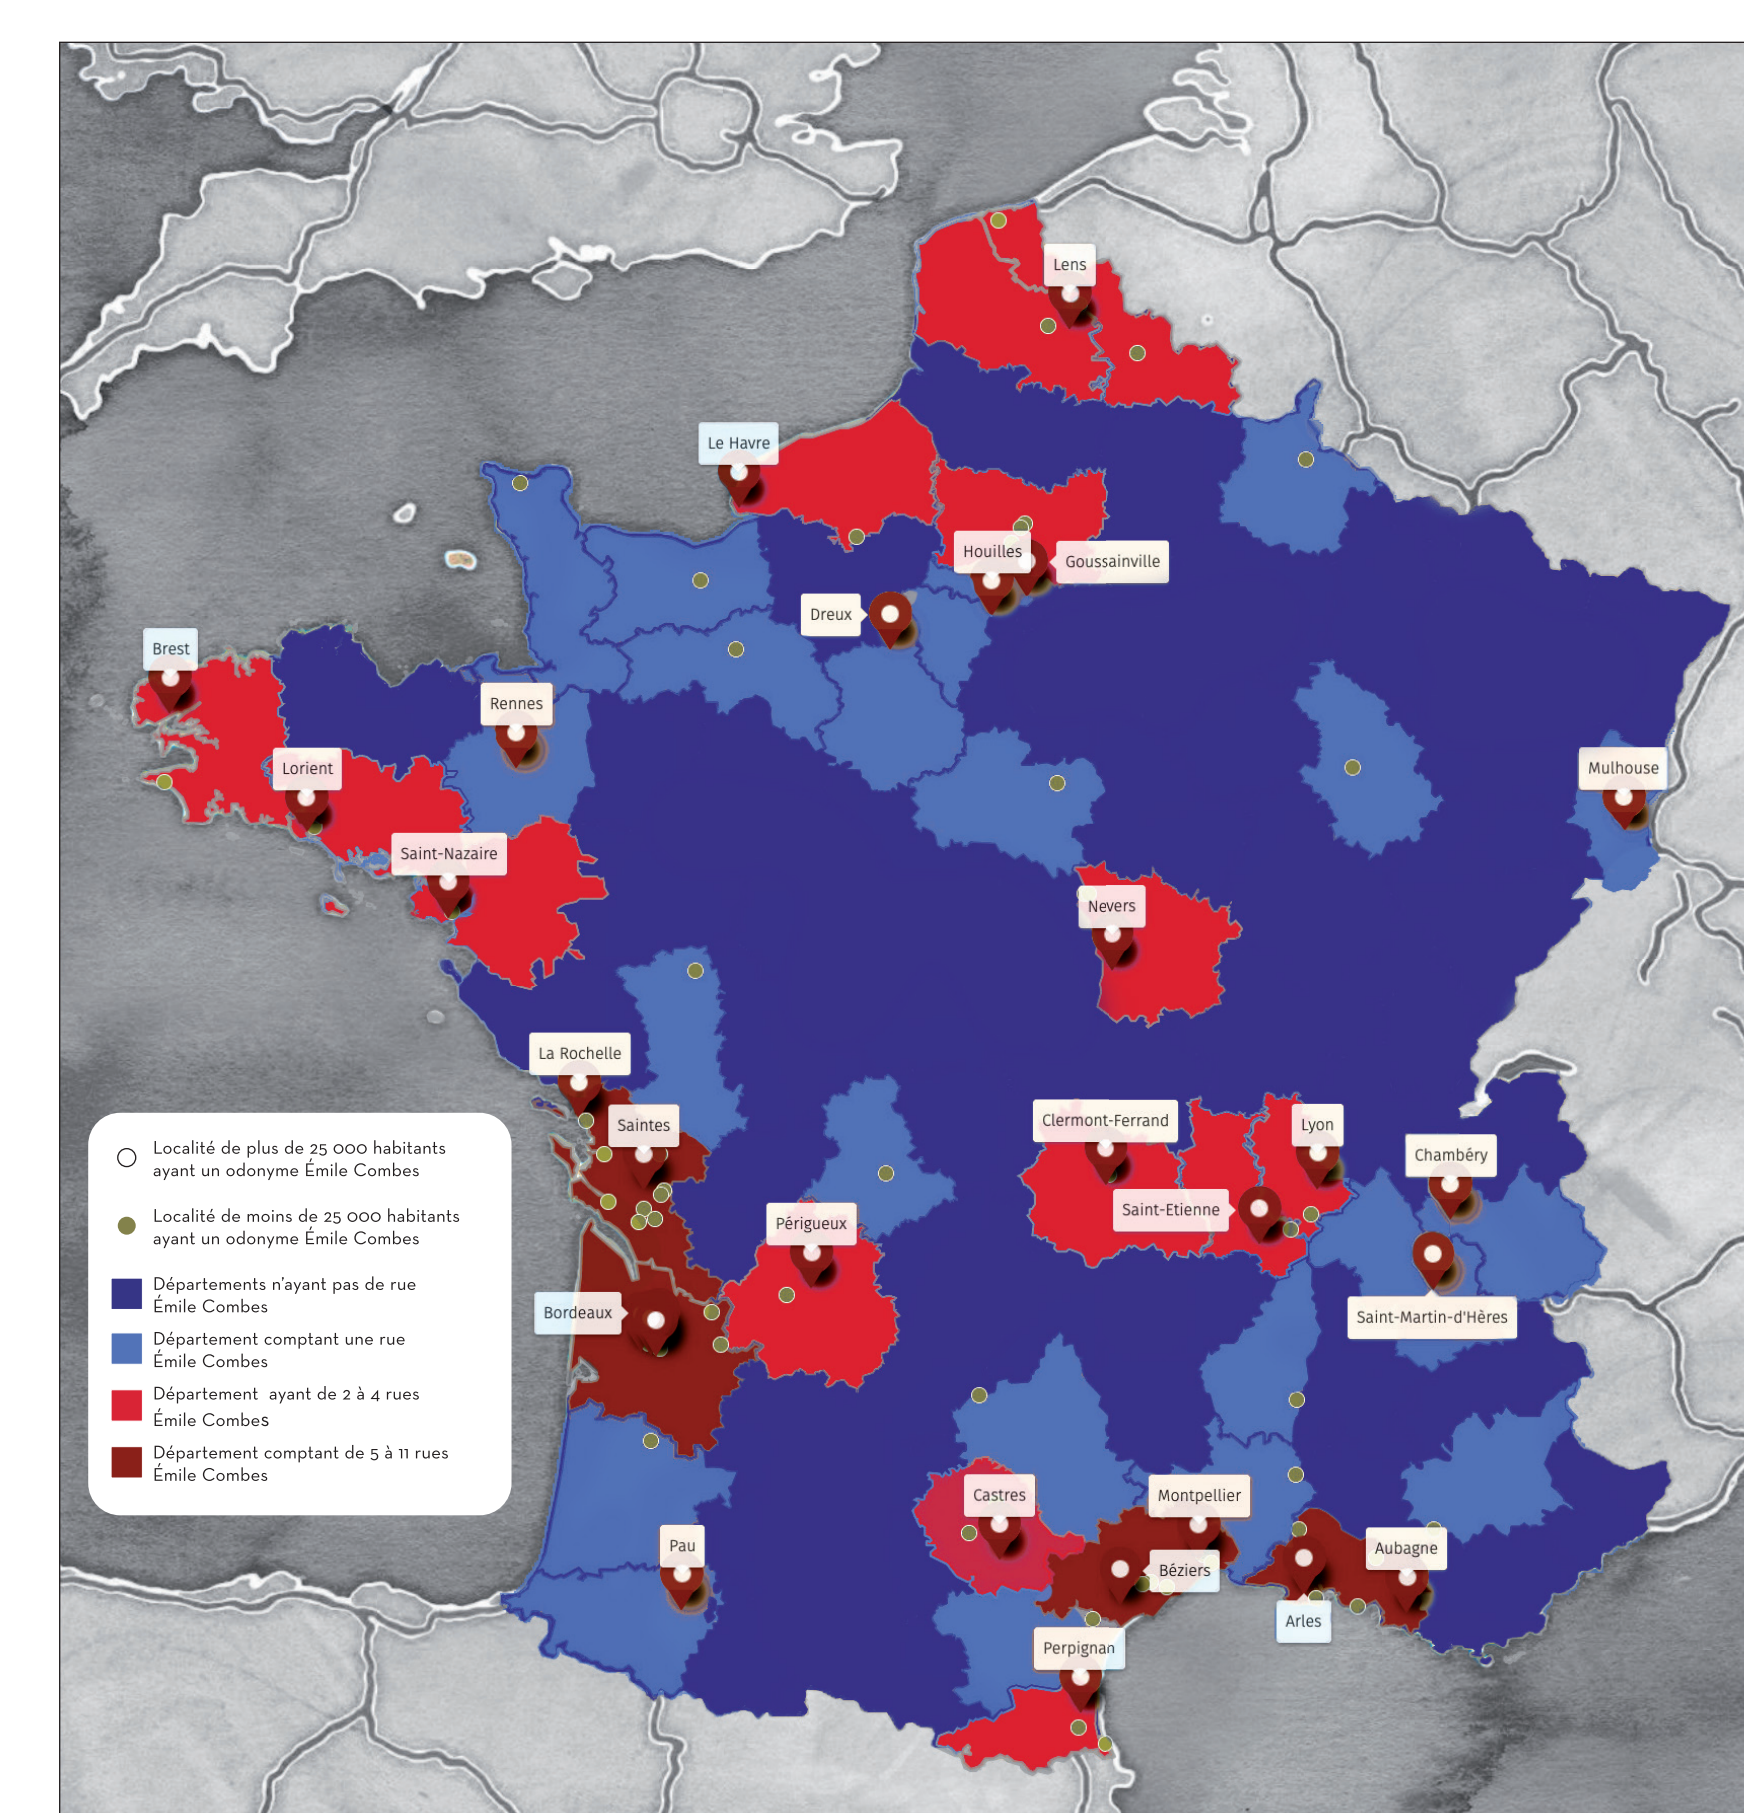 Lens
Le Havre
Houilles
Goussainville
Dreux
Brest
Rennes
Lorient
Mulhouse
Saint-Nazaire
Nevers
La Rochelle
Saintes
Clermont-Ferrand
Lyon
Chambéry
Saint-Etienne
Périgueux
Bordeaux
Saint-Martin-d'Hères
Castres
Montpellier
Pau
Aubagne
Béziers
Arles
Perpignan
Localité de plus de 25 000 habitants
ayant un odonyme Émile Combes
Localité de moins de 25 000 habitants
ayant un odonyme Émile Combes
Départements n'ayant pas de rue
Émile Combes
Département comptant une rue
Émile Combes
Département ayant de 2 à 4 rues
Émile Combes
Département comptant de 5 à 11 rues
Émile Combes